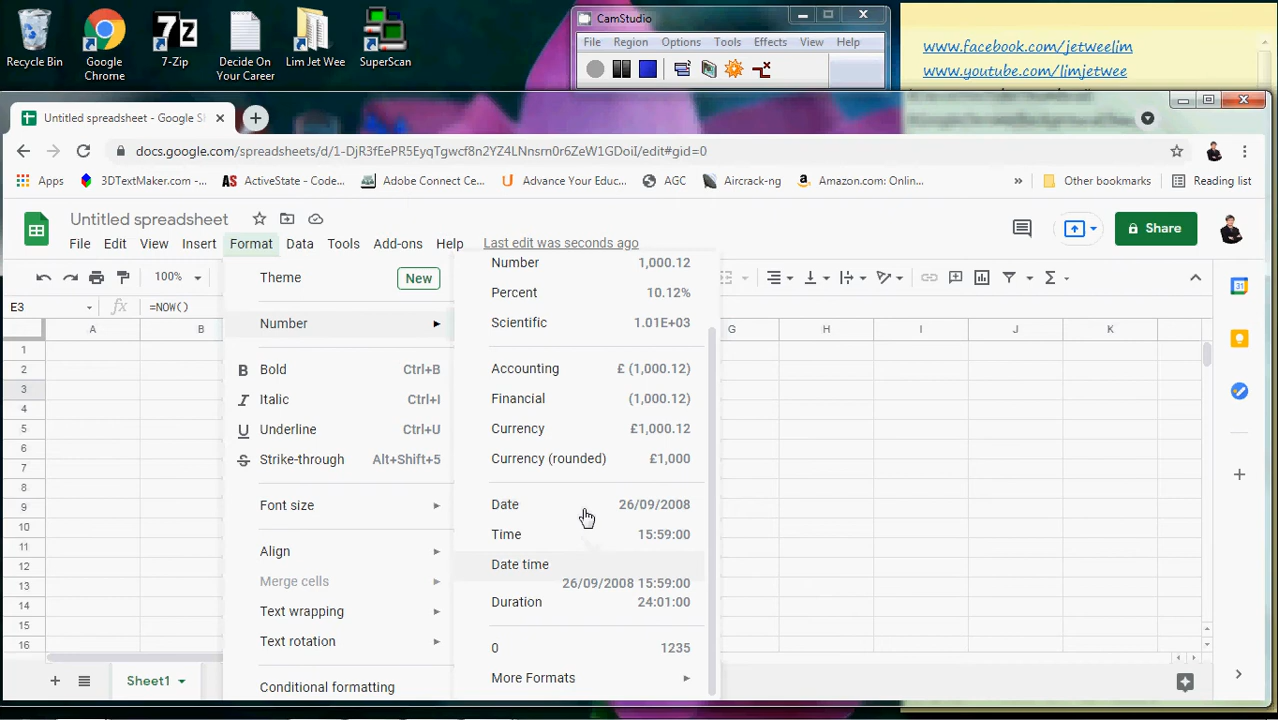 CamStudio
File Region Options Tools Effects View Help
www.facebook.com/jetweelim
www.youtube.com/limjetwee
Recycle Bin
Google Chrome
7-Zip
Decide On Your Career
Lim Jet Wee
SuperScan
Untitled spreadsheet - Google S
docs.google.com/spreadsheets/d/1-DjR3fEePR5EyqTgwcf8n2YZ4LNnsrn0r6ZeW1GDoiI/edit#gid=0
Apps 3DTextMaker.com -... ActiveState - Code... Adobe Connect Ce... Advance Your Educ... AGC Aircrack-ng Amazon.com: Onlin... » Other bookmarks Reading list
Untitled spreadsheet
File Edit View Insert Format Data Tools Add-ons Help Last edit was seconds ago
Share
100%
E3 fx =NOW()
A B G H I J K
1
2
3
4
5
6
7
8
9
10
11
12
13
14
15
16
Theme New
Number
B Bold Ctrl+B
I Italic Ctrl+I
U Underline Ctrl+U
S Strike-through Alt+Shift+5
Font size
Align
Merge cells
Text wrapping
Text rotation
Conditional formatting
Number 1,000.12
Percent 10.12%
Scientific 1.01E+03
Accounting £ (1,000.12)
Financial (1,000.12)
Currency £1,000.12
Currency (rounded) £1,000
Date 26/09/2008
Time 15:59:00
Date time
26/09/2008 15:59:00
Duration 24:01:00
0 1235
More Formats
Sheet1